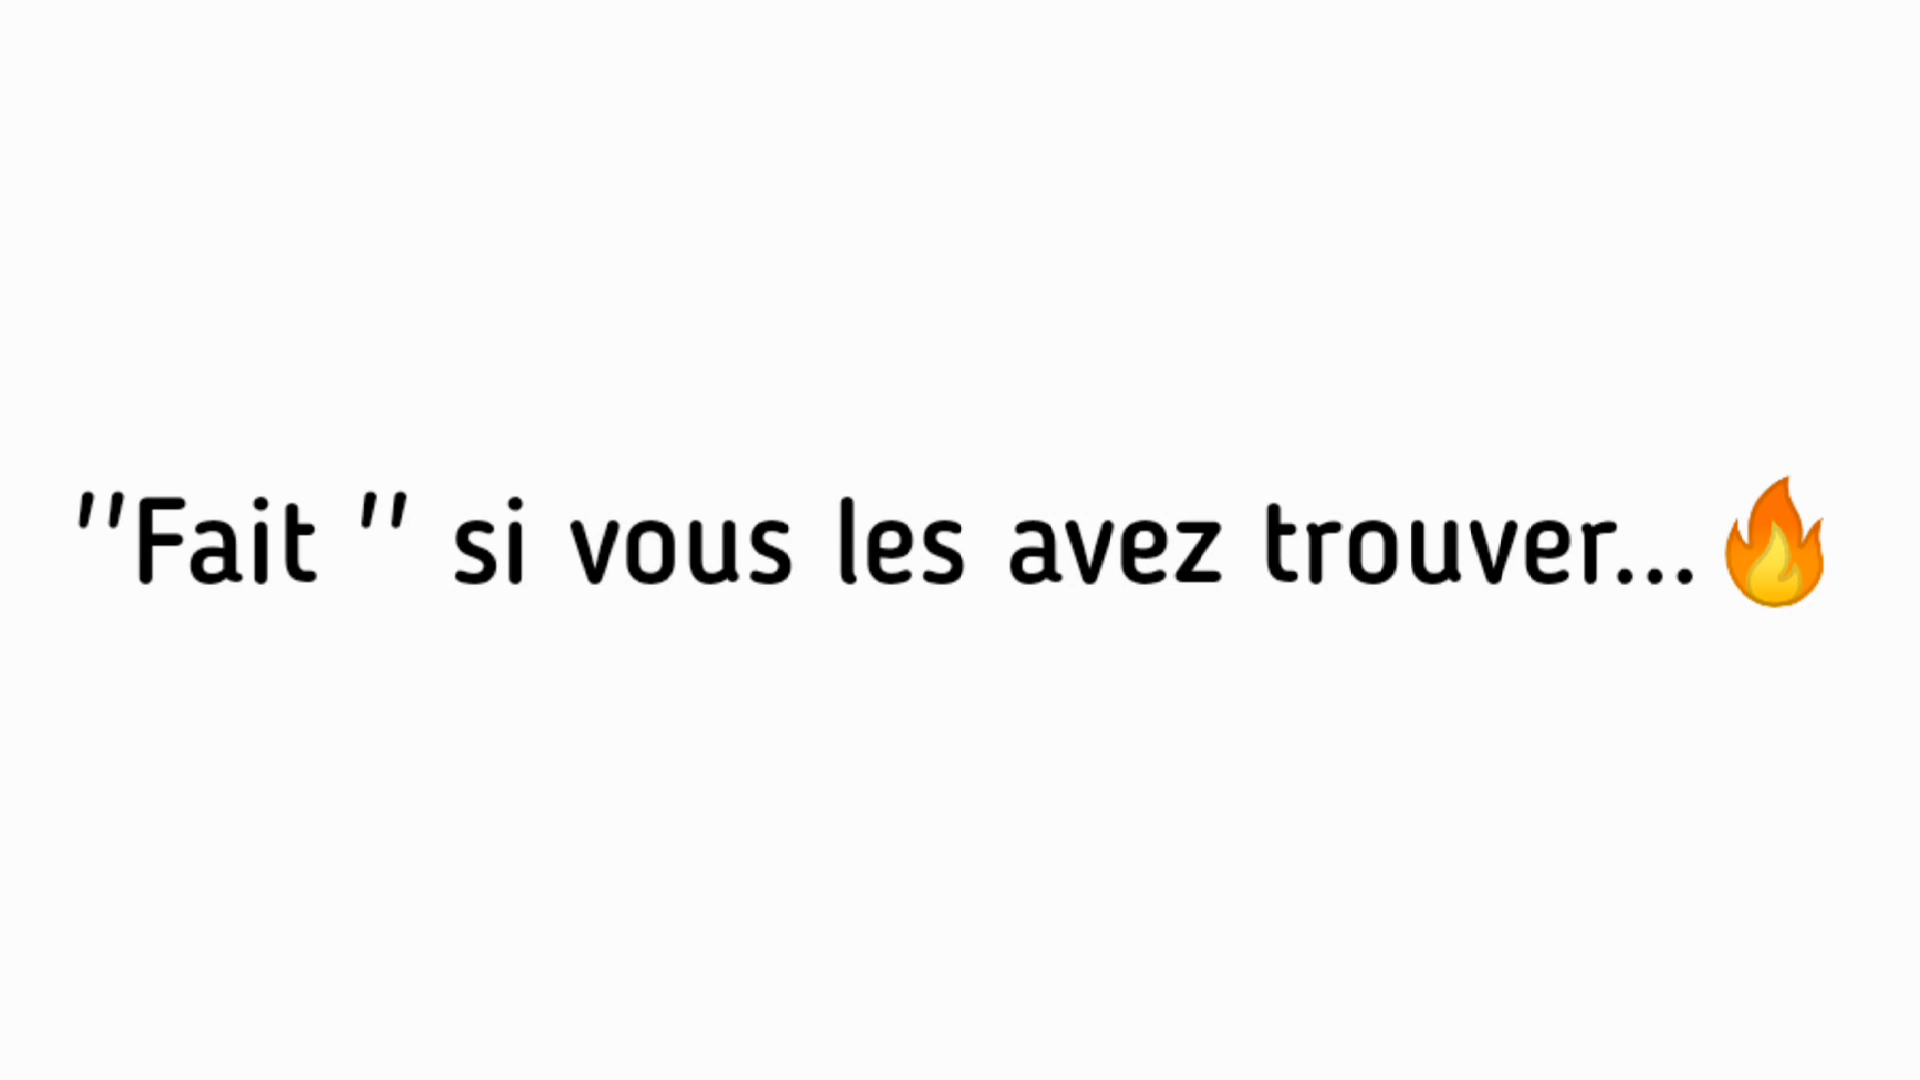 "Fait " si vous les avez trouver...🔥